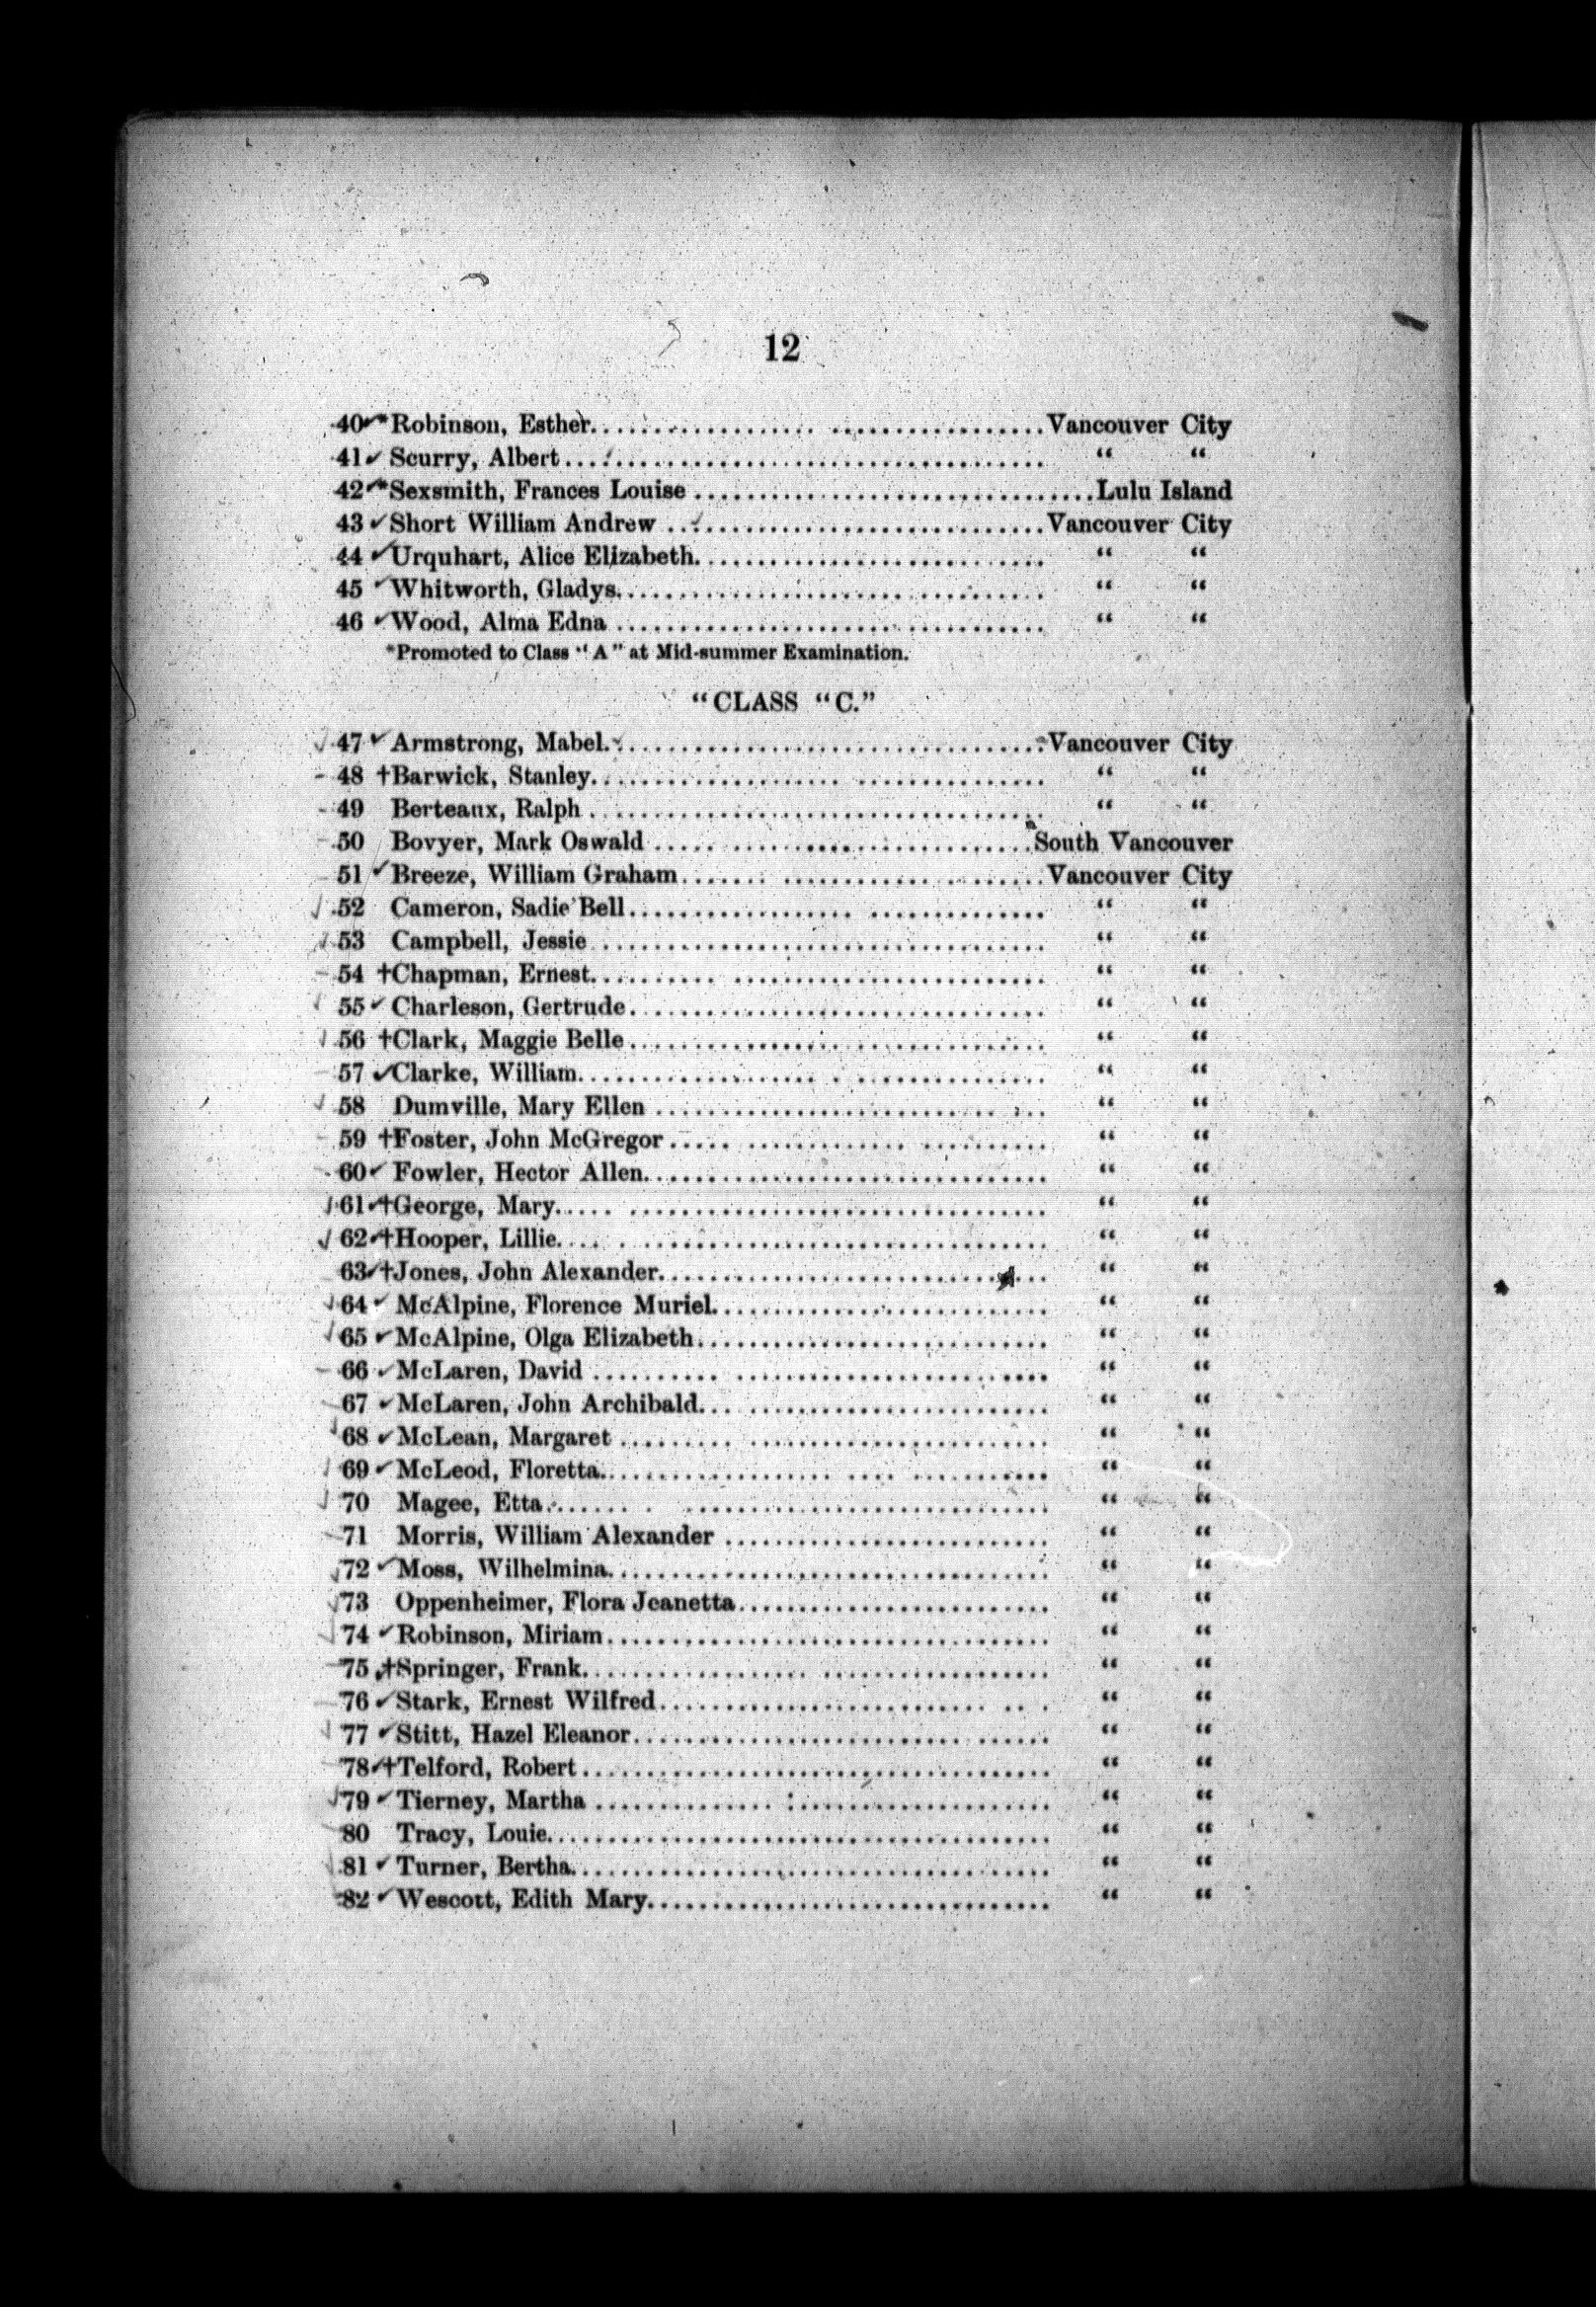 12
40 *Robinson, Esther.................................Vancouver City
41 Scurry, Albert................................. “ “
42 *Sexsmith, Frances Louise.................................Lulu Island
43 Short William Andrew.................................Vancouver City
44 Urquhart, Alice Elizabeth................................. “ “
45 Whitworth, Gladys................................. “ “
46 Wood, Alma Edna................................. “ “
*Promoted to Class “A” at Mid-summer Examination.
“CLASS “C.”
47 Armstrong, Mabel.................................Vancouver City
48 †Barwick, Stanley................................. “ “
49 Berteaux, Ralph................................. “ “
50 Bovyer, Mark Oswald.................................South Vancouver
51 Breeze, William Graham.................................Vancouver City
52 Cameron, Sadie Bell................................. “ “
53 Campbell, Jessie................................. “ “
54 †Chapman, Ernest................................. “ “
55 Charleson, Gertrude................................. “ “
56 †Clark, Maggie Belle................................. “ “
57 Clarke, William................................. “ “
58 Dumville, Mary Ellen................................. “ “
59 †Foster, John McGregor................................. “ “
60 Fowler, Hector Allen................................. “ “
61 †George, Mary................................. “ “
62 †Hooper, Lillie................................. “ “
63 †Jones, John Alexander................................. “ “
64 McAlpine, Florence Muriel................................. “ “
65 McAlpine, Olga Elizabeth................................. “ “
66 McLaren, David................................. “ “
67 McLaren, John Archibald................................. “ “
68 McLean, Margaret................................. “ “
69 McLeod, Floretta................................. “ “
70 Magee, Etta................................. “ “
71 Morris, William Alexander................................. “ “
72 Moss, Wilhelmina................................. “ “
73 Oppenheimer, Flora Jeanetta................................. “ “
74 Robinson, Miriam................................. “ “
75 †Springer, Frank................................. “ “
76 Stark, Ernest Wilfred................................. “ “
77 Stitt, Hazel Eleanor................................. “ “
78 †Telford, Robert................................. “ “
79 Tierney, Martha................................. “ “
80 Tracy, Louie................................. “ “
81 Turner, Bertha................................. “ “
82 Wescott, Edith Mary................................. “ “